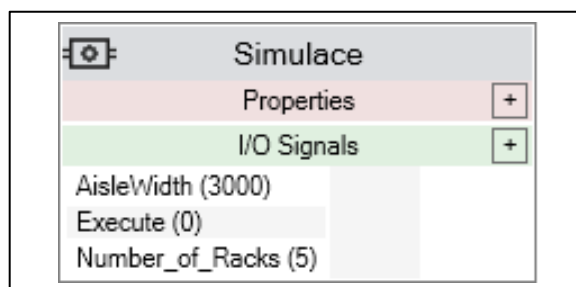 Simulace
Properties +
I/O Signals +
AisleWidth (3000)
Execute (0)
Number_of_Racks (5)